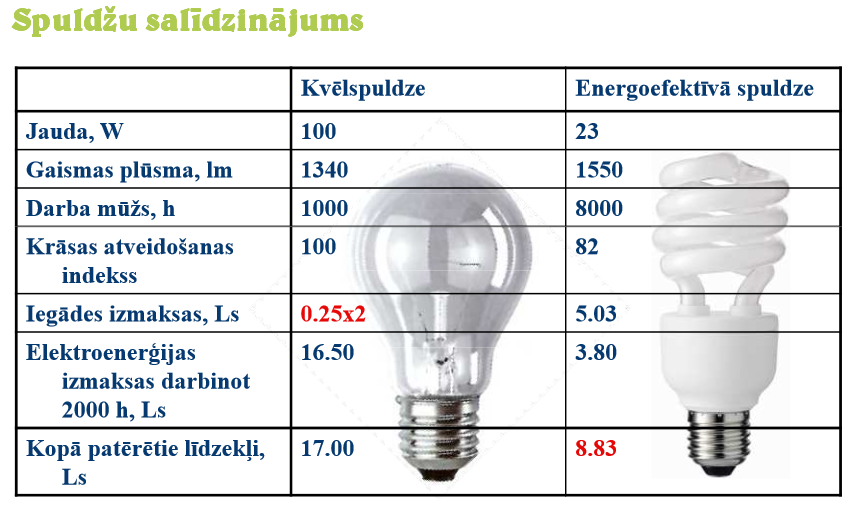 Spuldžu salīdzinājums
Kvēlspuldze Energoefektīvā spuldze
Jauda, W 100 23
Gaismas plūsma, lm 1340 1550
Darba mūžs, h 1000 8000
Krāsas atveidošanas 100 82
indekss
Iegādes izmaksas, Ls 0.25x2 5.03
Elektroenerģijas 16.50 3.80
izmaksas darbinot
2000 h, Ls
Kopā patērētie līdzekļi, 17.00 8.83
Ls